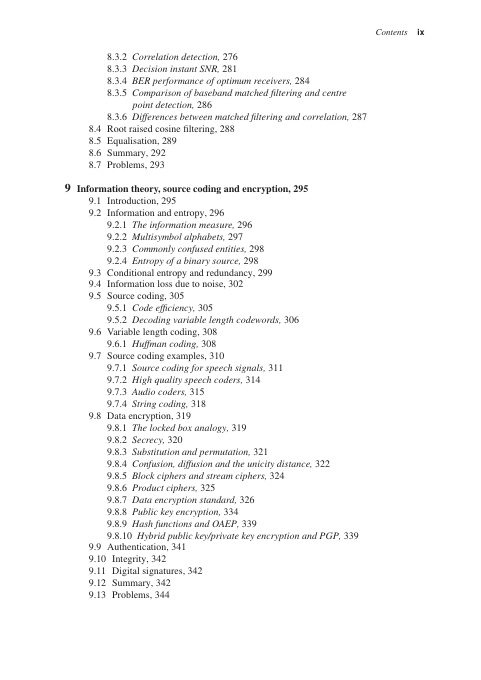 Contents ix
8.3.2 Correlation detection, 276
8.3.3 Decision instant SNR, 281
8.3.4 BER performance of optimum receivers, 284
8.3.5 Comparison of baseband matched filtering and centre
point detection, 286
8.3.6 Differences between matched filtering and correlation, 287
8.4 Root raised cosine filtering, 288
8.5 Equalisation, 289
8.6 Summary, 292
8.7 Problems, 293
9 Information theory, source coding and encryption, 295
9.1 Introduction, 295
9.2 Information and entropy, 296
9.2.1 The information measure, 296
9.2.2 Multisymbol alphabets, 297
9.2.3 Commonly confused entities, 298
9.2.4 Entropy of a binary source, 298
9.3 Conditional entropy and redundancy, 299
9.4 Information loss due to noise, 302
9.5 Source coding, 305
9.5.1 Code efficiency, 305
9.5.2 Decoding variable length codewords, 306
9.6 Variable length coding, 308
9.6.1 Huffman coding, 308
9.7 Source coding examples, 310
9.7.1 Source coding for speech signals, 311
9.7.2 High quality speech coders, 314
9.7.3 Audio coders, 315
9.7.4 String coding, 318
9.8 Data encryption, 319
9.8.1 The locked box analogy, 319
9.8.2 Secrecy, 320
9.8.3 Substitution and permutation, 321
9.8.4 Confusion, diffusion and the unicity distance, 322
9.8.5 Block ciphers and stream ciphers, 324
9.8.6 Product ciphers, 325
9.8.7 Data encryption standard, 326
9.8.8 Public key encryption, 334
9.8.9 Hash functions and OAEP, 339
9.8.10 Hybrid public key/private key encryption and PGP, 339
9.9 Authentication, 341
9.10 Integrity, 342
9.11 Digital signatures, 342
9.12 Summary, 342
9.13 Problems, 344